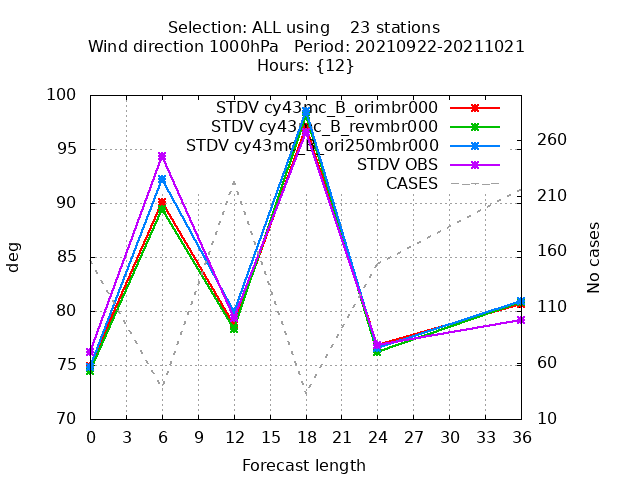 Selection: ALL using    23 stations
Wind direction 1000hPa   Period: 20210922-20211021
Hours: {12}
STDV cy43mc_B_orimbr000
STDV cy43mc_B_revmbr000
STDV cy43mc_B_ori250mbr000
STDV OBS
CASES
100
95
90
85
80
75
70
deg
260
210
160
110
60
10
No cases
0 3 6 9 12 15 18 21 24 27 30 33 36
Forecast length